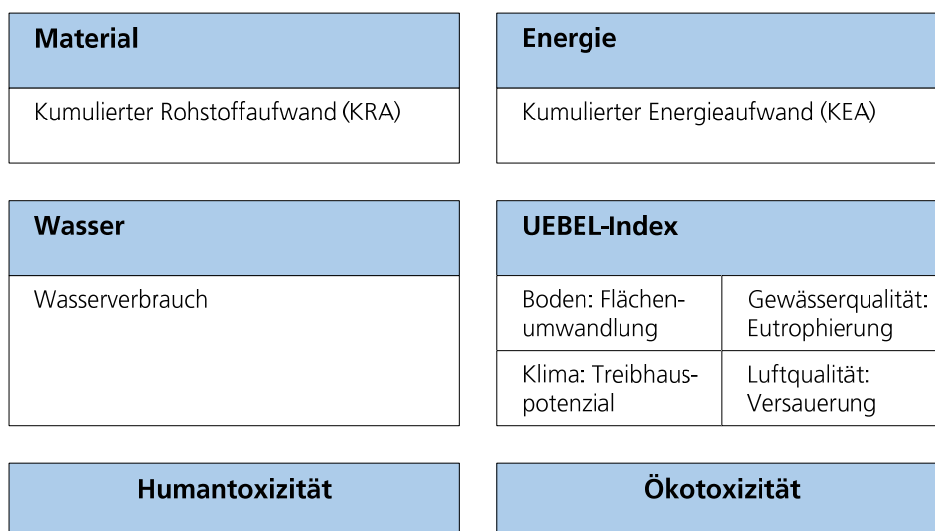 Material
Kumulierter Rohstoffaufwand (KRA)
Energie
Kumulierter Energieaufwand (KEA)
Wasser
Wasserverbrauch
UEBEL-Index
Boden: Flächen-
umwandlung
Gewässerqualität:
Eutrophierung
Klima: Treibhaus-
potenzial
Luftqualität:
Versauerung
Humantoxizität
Ökotoxizität